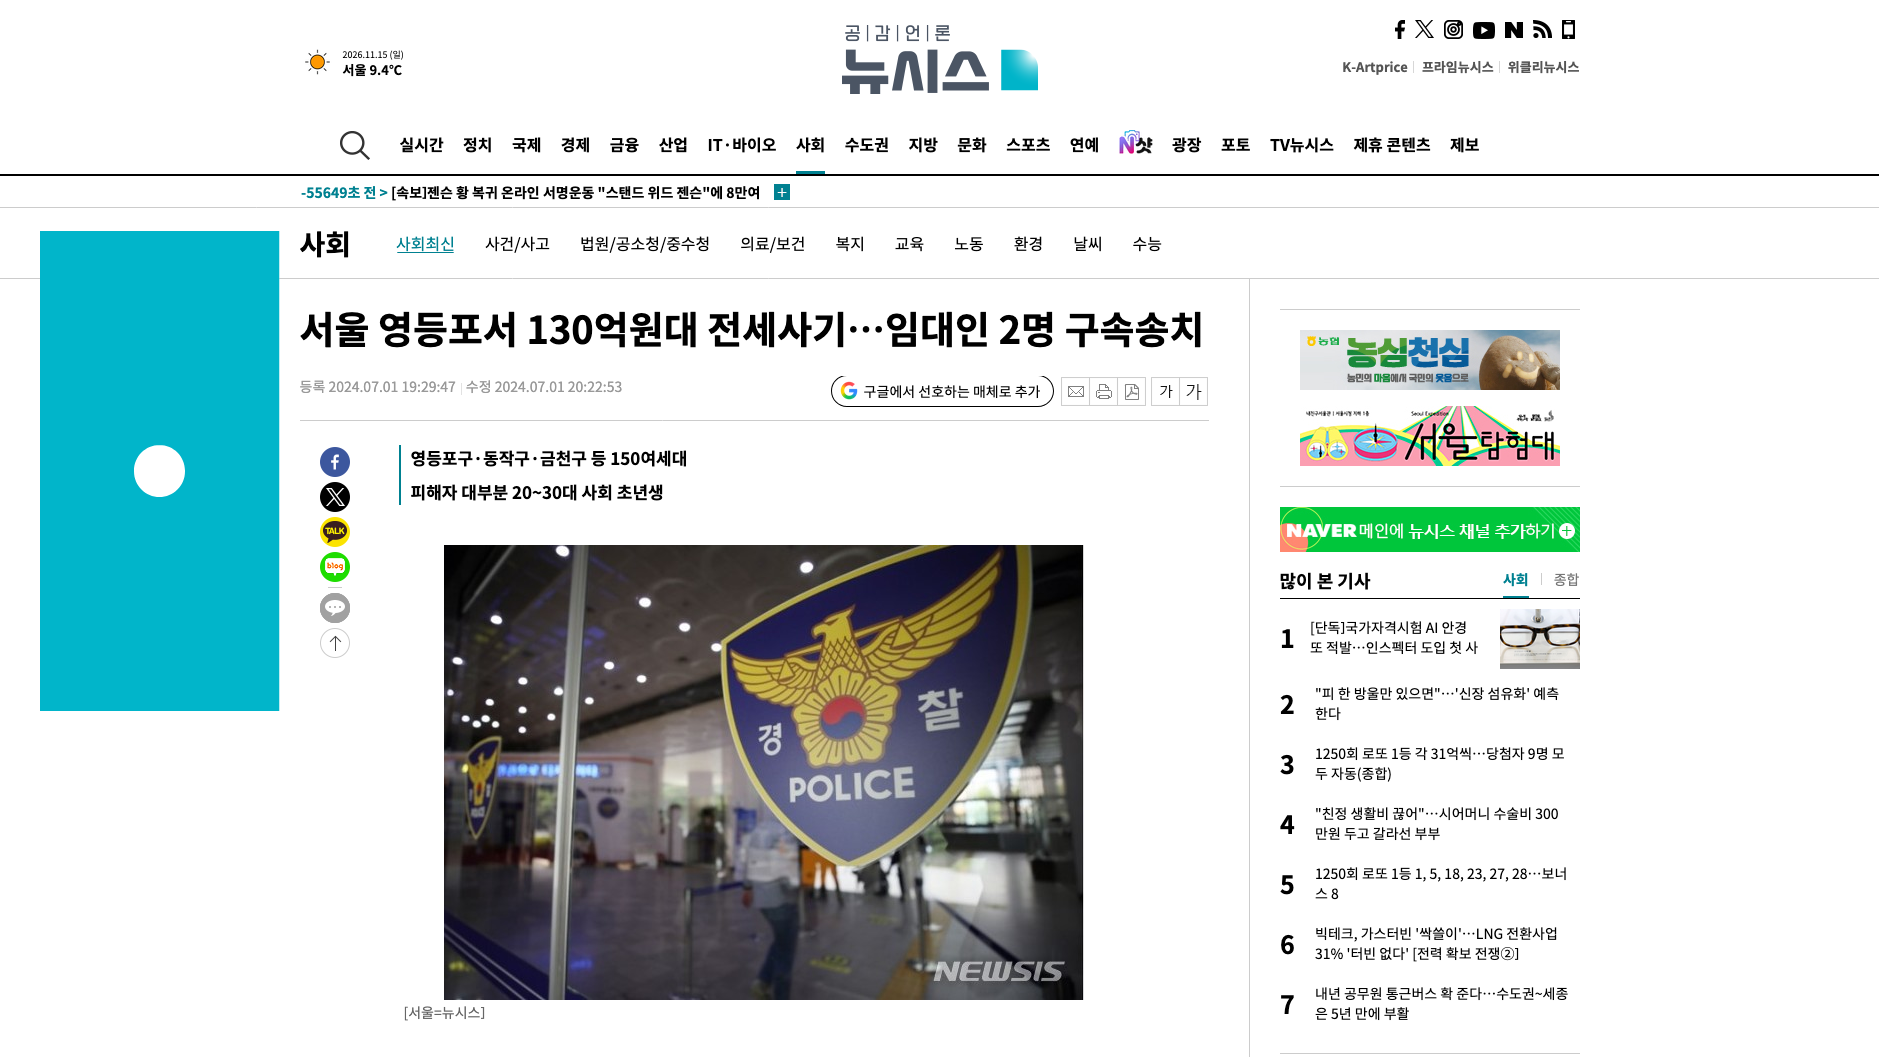 2026.11.15 (일)
서울 9.4℃
공|감|언|론
뉴시스
K-Artprice
프라임뉴시스
위클리뉴시스
실시간 정치 국제 경제 금융 산업 IT·바이오 사회 수도권 지방 문화 스포츠 연예 N샷 광장 포토 TV뉴시스 제휴 콘텐츠 제보
-55649초 전 > [속보]젠슨 황 복귀 온라인 서명운동 "스탠드 위드 젠슨"에 8만여
사회
사회최신 사건/사고 법원/공소청/중수청 의료/보건 복지 교육 노동 환경 날씨 수능
서울 영등포서 130억원대 전세사기…임대인 2명 구속송치
등록 2024.07.01 19:29:47 수정 2024.07.01 20:22:53
구글에서 선호하는 매체로 추가
가 가
영등포구·동작구·금천구 등 150여세대
피해자 대부분 20~30대 사회 초년생
TALK
blog
경 찰
POLICE
NEWSIS
[서울=뉴시스]
농협
농심천심
농민의 마음에서 국민의 웃음으로
Seoul Expedition
서울탐험대
NAVER 메인에 뉴시스 채널 추가하기
많이 본 기사
사회 종합
1 [단독]국가자격시험 AI 안경
또 적발…인스펙터 도입 첫 사
2 "피 한 방울만 있으면"…'신장 섬유화' 예측
한다
3 1250회 로또 1등 각 31억씩…당첨자 9명 모
두 자동(종합)
4 "친정 생활비 끊어"…시어머니 수술비 300
만원 두고 갈라선 부부
5 1250회 로또 1등 1, 5, 18, 23, 27, 28…보너
스 8
6 빅테크, 가스터빈 '싹쓸이'…LNG 전환사업
31% '터빈 없다' [전력 확보 전쟁②]
7 내년 공무원 통근버스 확 준다…수도권~세종
은 5년 만에 부활